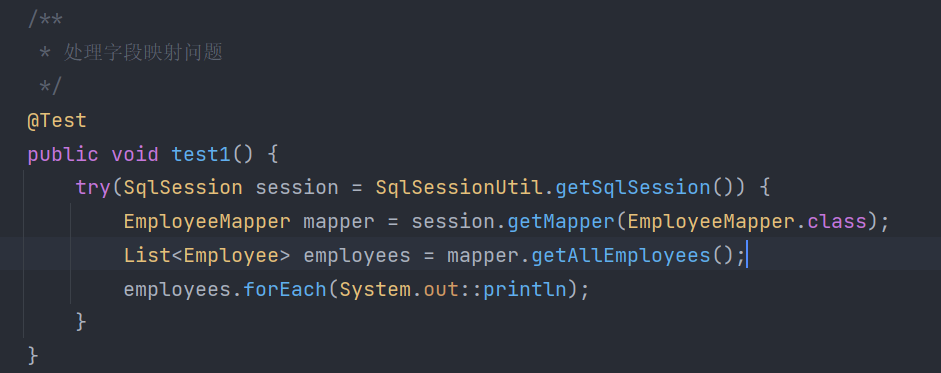 /**
 * 处理字段映射问题
 */
@Test
public void test1() {
    try(SqlSession session = SqlSessionUtil.getSqlSession()) {
        EmployeeMapper mapper = session.getMapper(EmployeeMapper.class);
        List<Employee> employees = mapper.getAllEmployees();
        employees.forEach(System.out::println);
    }
}